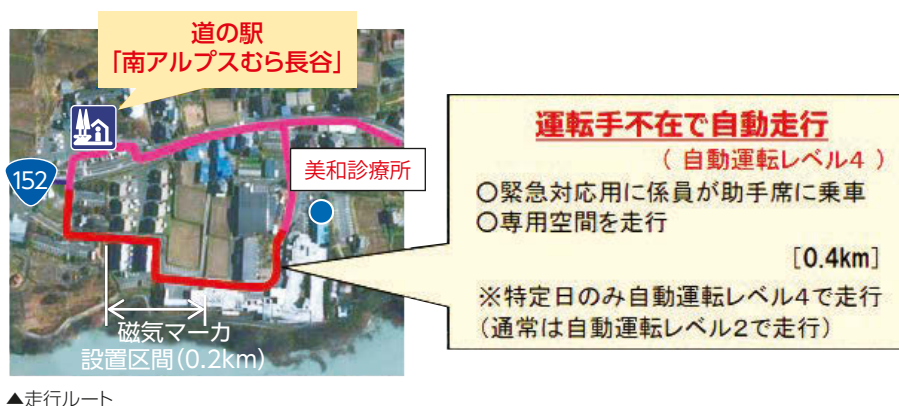 道の駅
「南アルプスむら長谷」
152
美和診療所
磁気マーカ
設置区間(0.2km)
運転手不在で自動走行
（ 自動運転レベル4 ）
○緊急対応用に係員が助手席に乗車
○専用空間を走行
[0.4km]
※特定日のみ自動運転レベル4で走行
(通常は自動運転レベル2で走行)
▲走行ルート